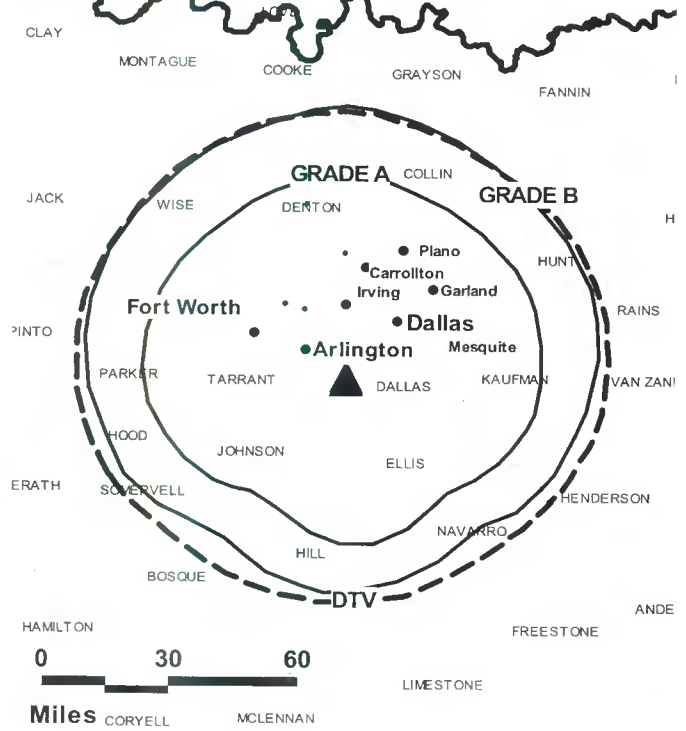 LOVE
CLAY
MONTAGUE
COOKE
GRAYSON
FANNIN
GRADE A
COLLIN
GRADE B
JACK
WISE
DENTON
H
Plano
HUNT
Carrollton
Irving
Garland
Fort Worth
RAINS
Dallas
PINTO
Arlington
Mesquite
PARKER
TARRANT
DALLAS
KAUFMAN
VAN ZAN
HOOD
JOHNSON
ELLIS
ERATH
SOMERVELL
HENDERSON
NAVARRO
HILL
BOSQUE
DTV
ANDE
HAMILTON
FREESTONE
0 30 60
LIMESTONE
Miles
CORYELL
MCLENNAN